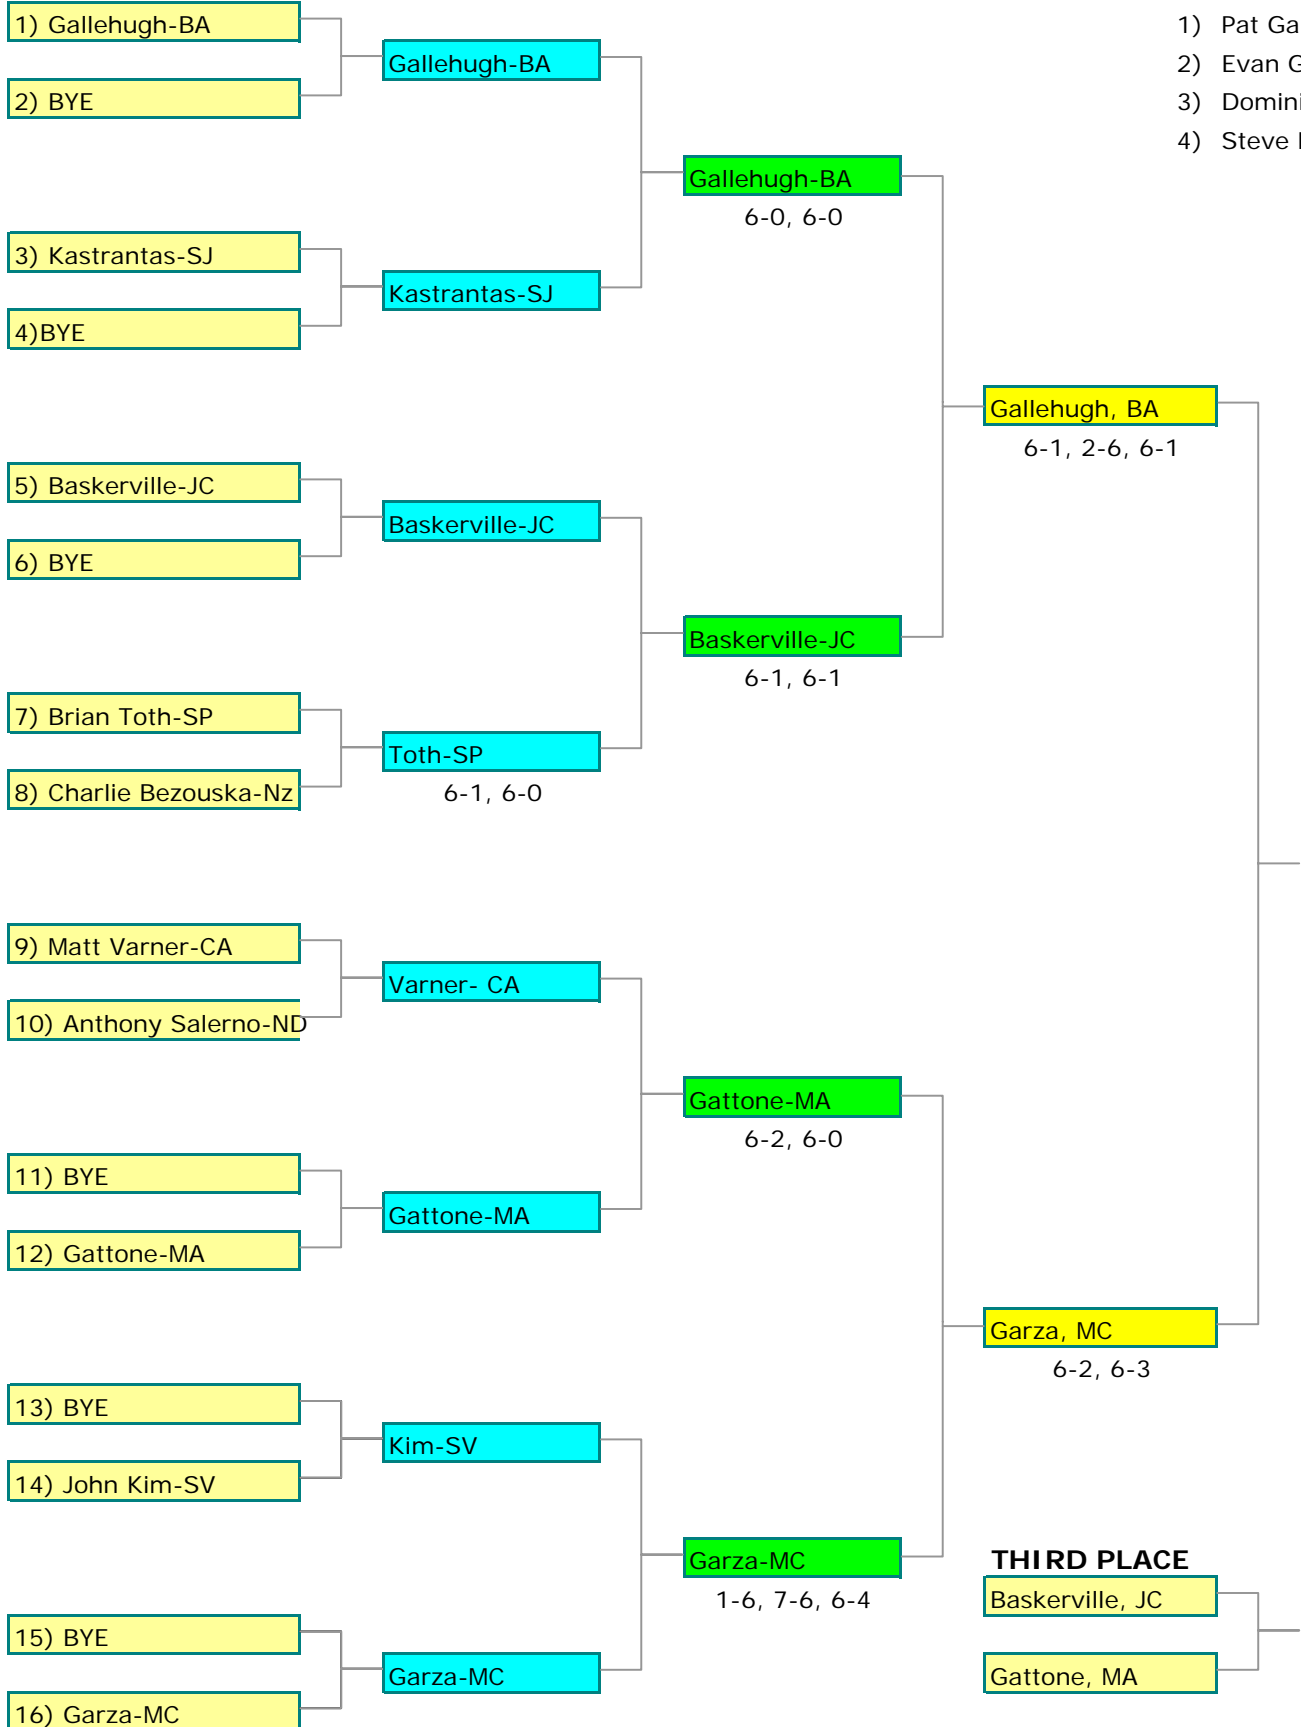 1) Gallehugh-BA
2) BYE
3) Kastrantas-SJ
4)BYE
5) Baskerville-JC
6) BYE
7) Brian Toth-SP
8) Charlie Bezouska-Nz
9) Matt Varner-CA
10) Anthony Salerno-ND
11) BYE
12) Gattone-MA
13) BYE
14) John Kim-SV
15) BYE
16) Garza-MC
Gallehugh-BA
Kastrantas-SJ
Baskerville-JC
Toth-SP
6-1, 6-0
Varner- CA
Gattone-MA
Kim-SV
Garza-MC
Gallehugh-BA
6-0, 6-0
Baskerville-JC
6-1, 6-1
Gattone-MA
6-2, 6-0
Garza-MC
1-6, 7-6, 6-4
Gallehugh, BA
6-1, 2-6, 6-1
Garza, MC
6-2, 6-3
THIRD PLACE
Baskerville, JC
Gattone, MA
1) Pat
2) Evan
3)
4) Steve